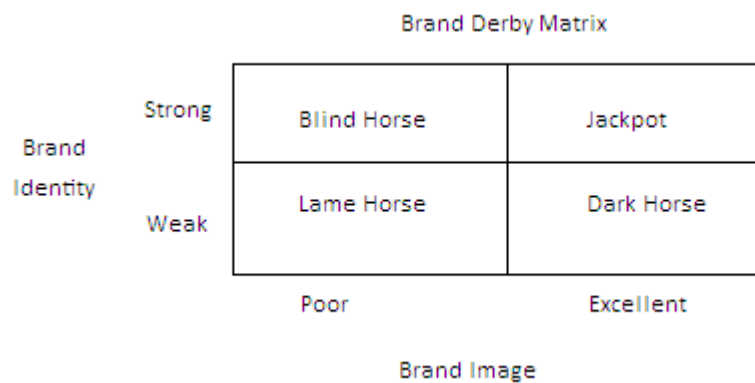 Brand Derby Matrix
Strong
Blind Horse
Jackpot
Brand
Identity
Weak
Lame Horse
Dark Horse
Poor
Excellent
Brand Image